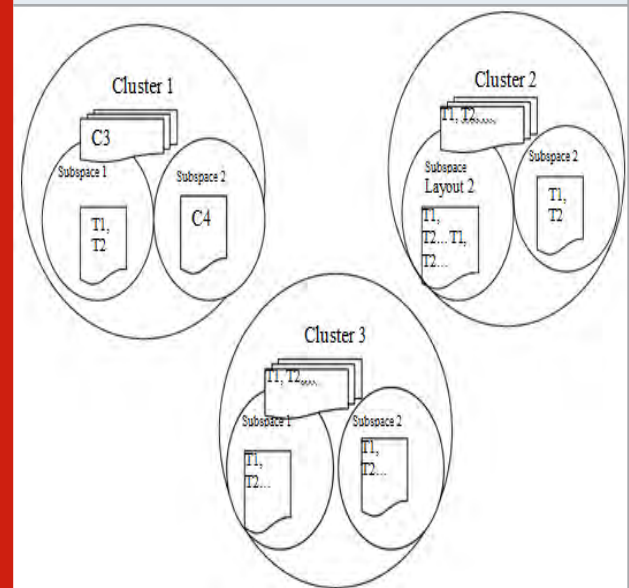 Cluster 1
C3
Subspace 1
T1,
T2
Subspace 2
C4
Cluster 2
T1, T2,,,,,,
Subspace
Layout 2
T1,
T2... T1,
T2...
Subspace 2
T1,
T2
Cluster 3
T1, T2,,,,,
Subspace 1
T1,
T2...
Subspace 2
T1,
T2...